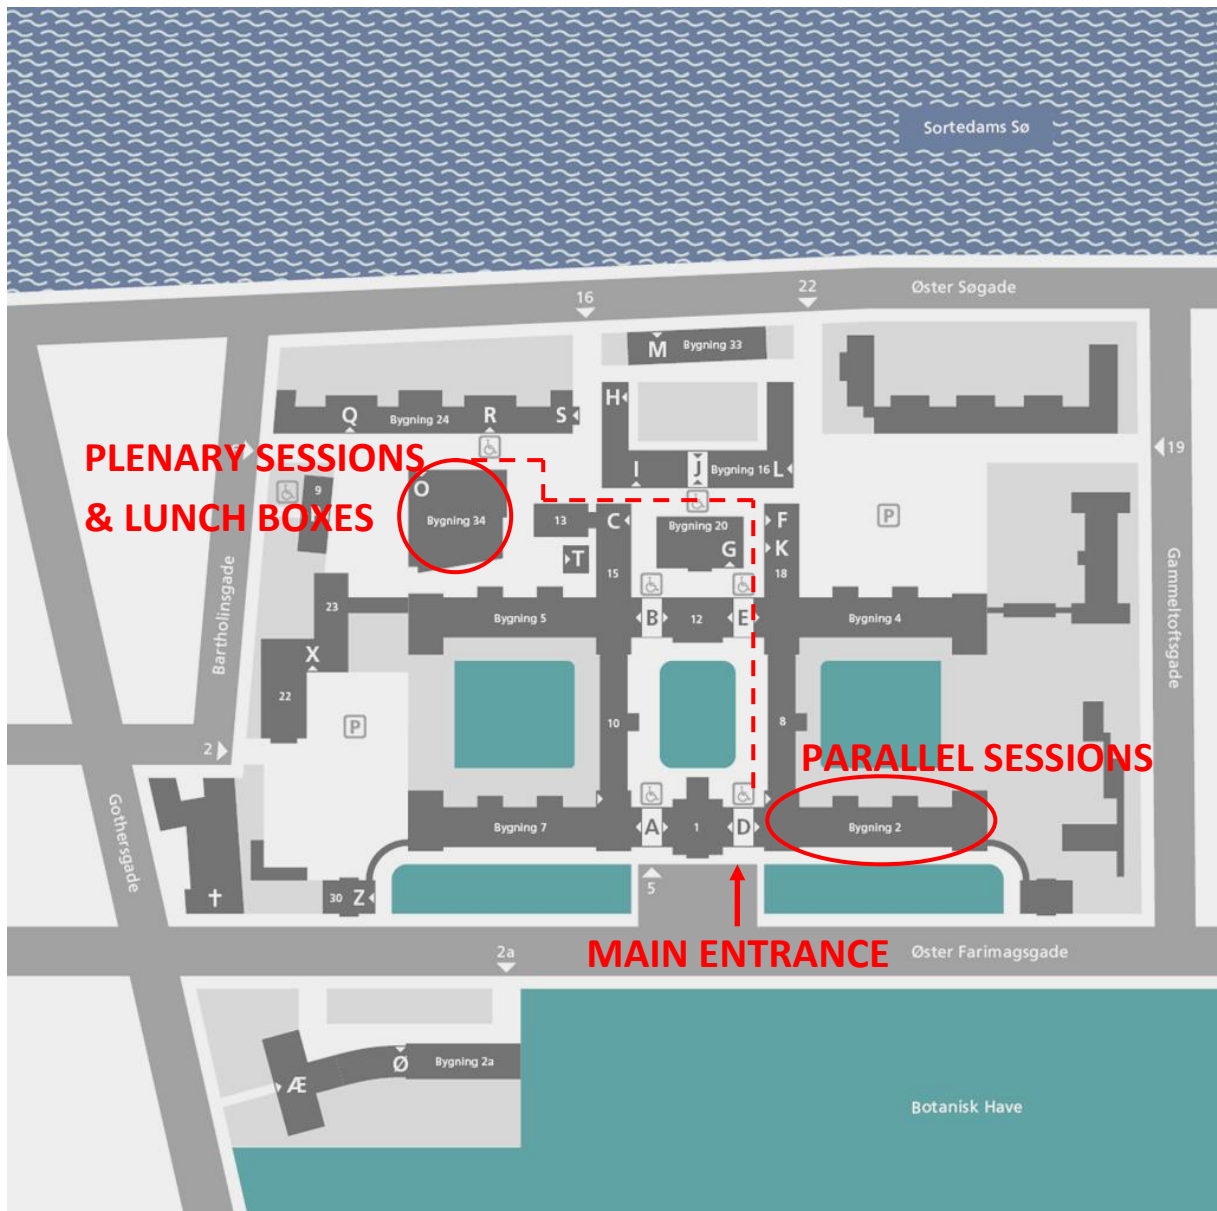 Sortedams Sø
Øster Søgade
16
22
M
Bygning 33
H
Q
Bygning 24
R
S
PLENARY SESSIONS
& LUNCH BOXES
19
I
J
Bygning 16
L
O
9
Bygning 34
13
C
Bygning 20
F
P
G
K
T
15
18
23
Bygning 5
B
12
E
Bygning 4
Bartholinsgade
Gammeltoftsgade
X
22
P
10
8
2
PARALLEL SESSIONS
Gothersgade
Bygning 7
A
1
D
Bygning 2
30
Z
5
MAIN ENTRANCE
2a
Øster Farimagsgade
Æ
Ø
Bygning 2a
Botanisk Have